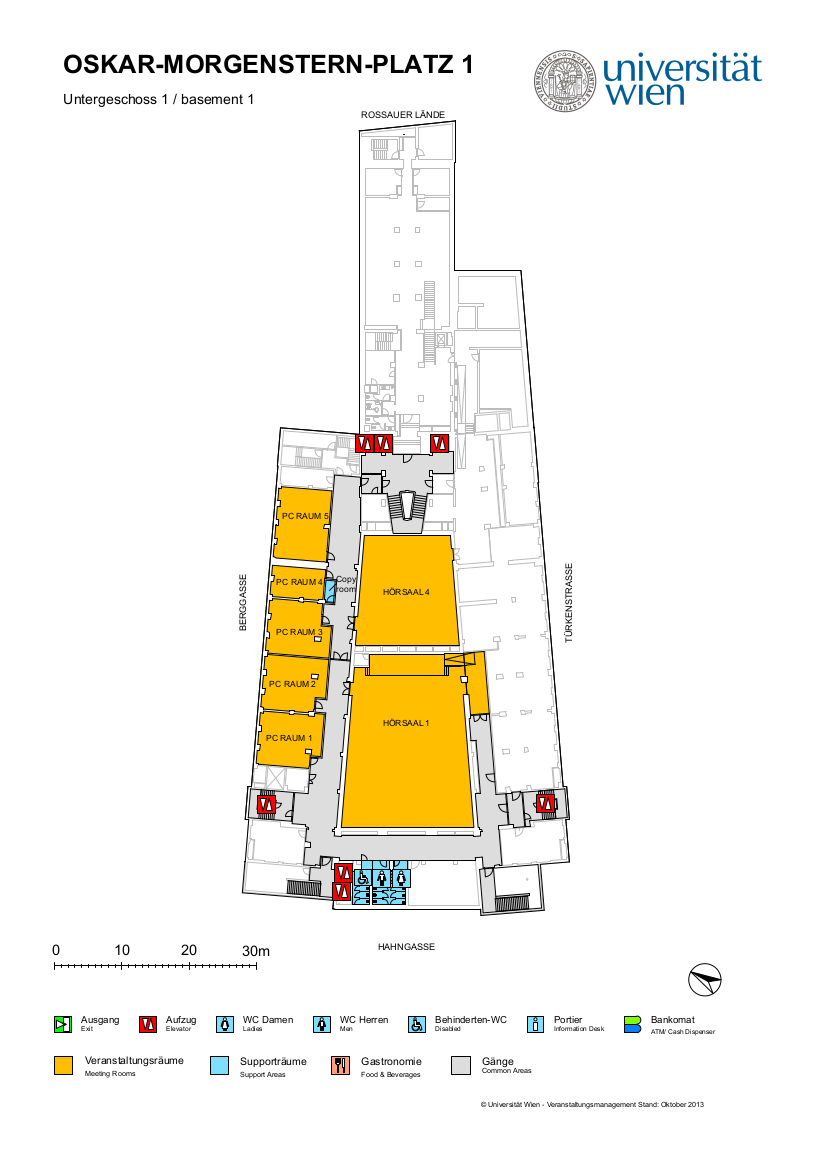 OSKAR-MORGENSTERN-PLATZ 1
universität
wien
Untergeschoss 1 / basement 1
ROSSAUER LÄNDE
PC RAUM 5
PC RAUM 4
Copy
room
HÖRSAAL 4
BERGGASSE
TÜRKENSTRASSE
PC RAUM 3
PC RAUM 2
HÖRSAAL 1
PC RAUM 1
HAHNGASSE
0 10 20 30m
Ausgang
Exit
Aufzug
Elevator
WC Damen
Ladies
WC Herren
Men
Behinderten-WC
Disabled
Portier
Information Desk
Bankomat
ATM/ Cash Dispenser
Veranstaltungsräume
Meeting Rooms
Supporträume
Support Areas
Gastronomie
Food & Beverages
Gänge
Common Areas
© Universität Wien - Veranstaltungsmanagement Stand: Oktober 2013